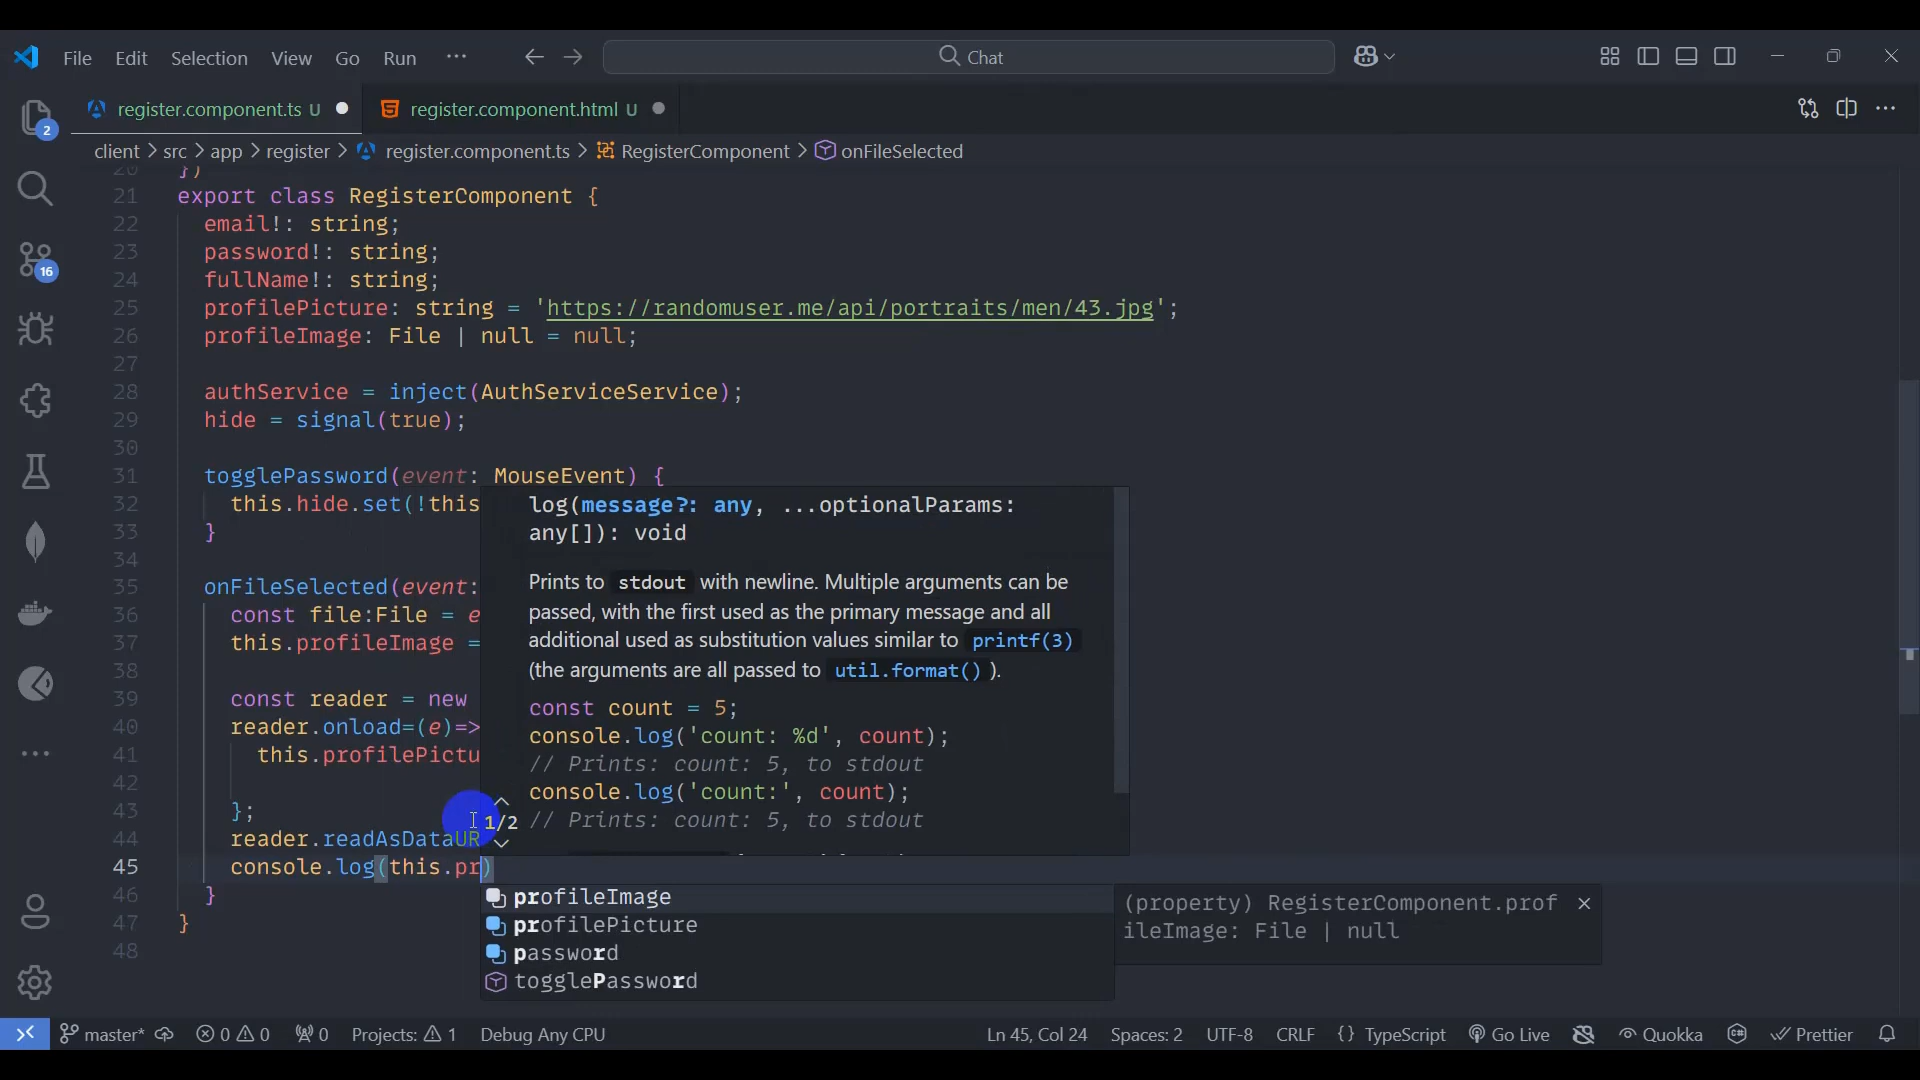 File Edit Selection View Go Run ··· Chat
register.component.ts U register.component.html U
client > src > app > register > register.component.ts > RegisterComponent > onFileSelected
2
16
20 })
21 export class RegisterComponent {
22 email!: string;
23 password!: string;
24 fullName!: string;
25 profilePicture: string = 'https://randomuser.me/api/portraits/men/43.jpg';
26 profileImage: File | null = null;
27
28 authService = inject(AuthServiceService);
29 hide = signal(true);
30
31 togglePassword(event: MouseEvent) {
32 this.hide.set(!this
33 }
34
35 onFileSelected(event:
36 const file:File = e
37 this.profileImage =
38
39 const reader = new
40 reader.onload=(e)=>
41 this.profilePictu
42
43 };
44 reader.readAsDataUR
45 console.log(this.pr)
46 }
47 }
48
log(message?: any, ...optionalParams:
any[]): void
Prints to stdout with newline. Multiple arguments can be
passed, with the first used as the primary message and all
additional used as substitution values similar to printf(3)
(the arguments are all passed to util.format() ).
const count = 5;
console.log('count: %d', count);
// Prints: count: 5, to stdout
console.log('count:', count);
1/2 // Prints: count: 5, to stdout
profileImage
profilePicture
password
togglePassword
(property) RegisterComponent.prof
ileImage: File | null
master* 0 0 0 Projects: 1 Debug Any CPU Ln 45, Col 24 Spaces: 2 UTF-8 CRLF {} TypeScript Go Live Quokka Prettier